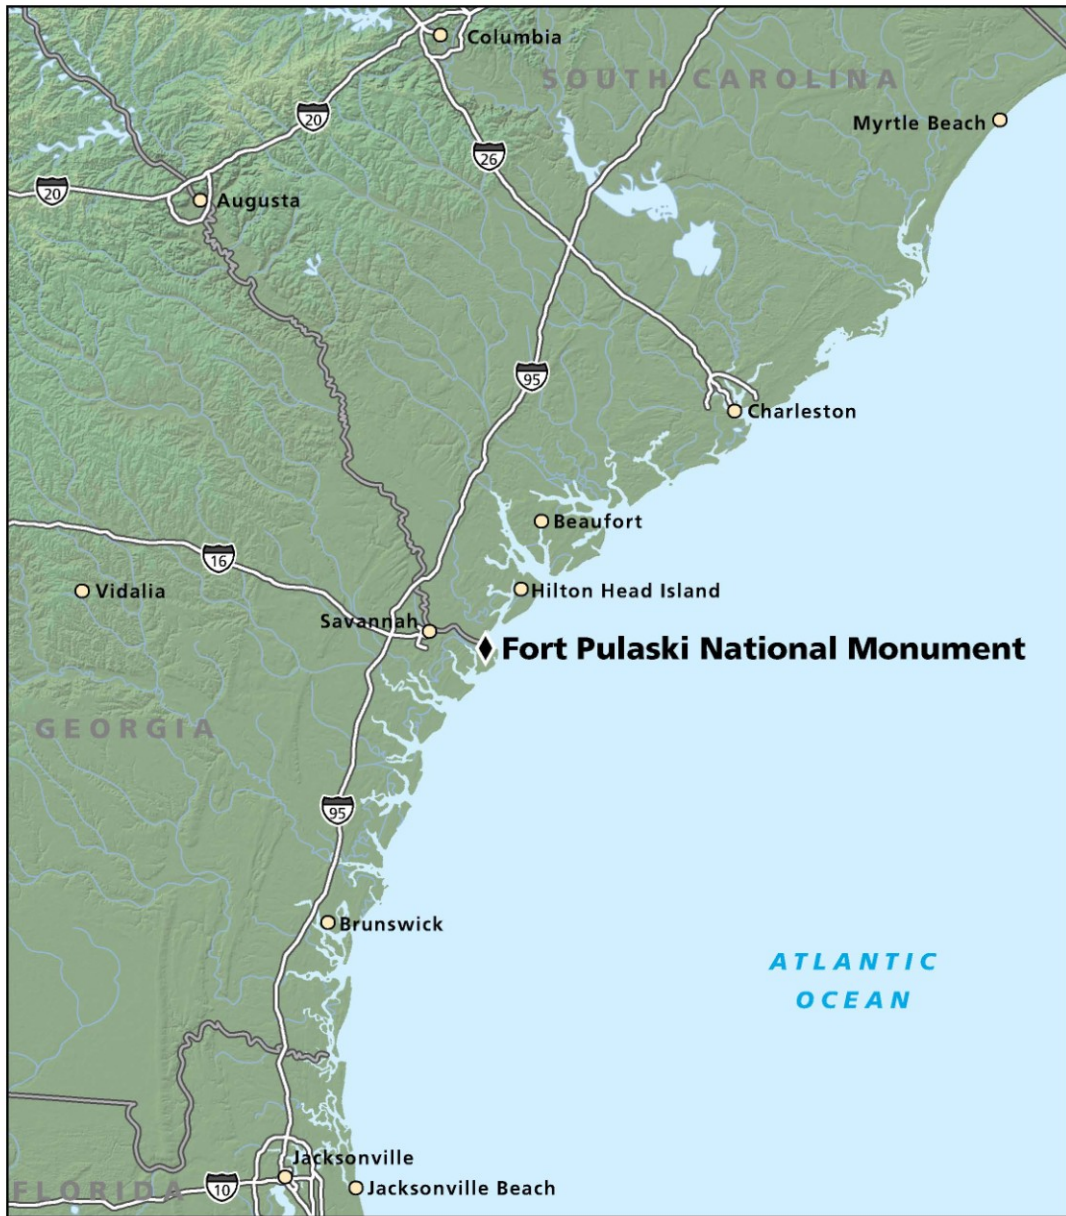 Columbia
SOUTH CAROLINA
20
Myrtle Beach
26
20
Augusta
95
Charleston
Beaufort
16
Vidalia
Hilton Head Island
Savannah
Fort Pulaski National Monument
GEORGIA
95
Brunswick
ATLANTIC
OCEAN
Jacksonville
FLORIDA
10
Jacksonville Beach